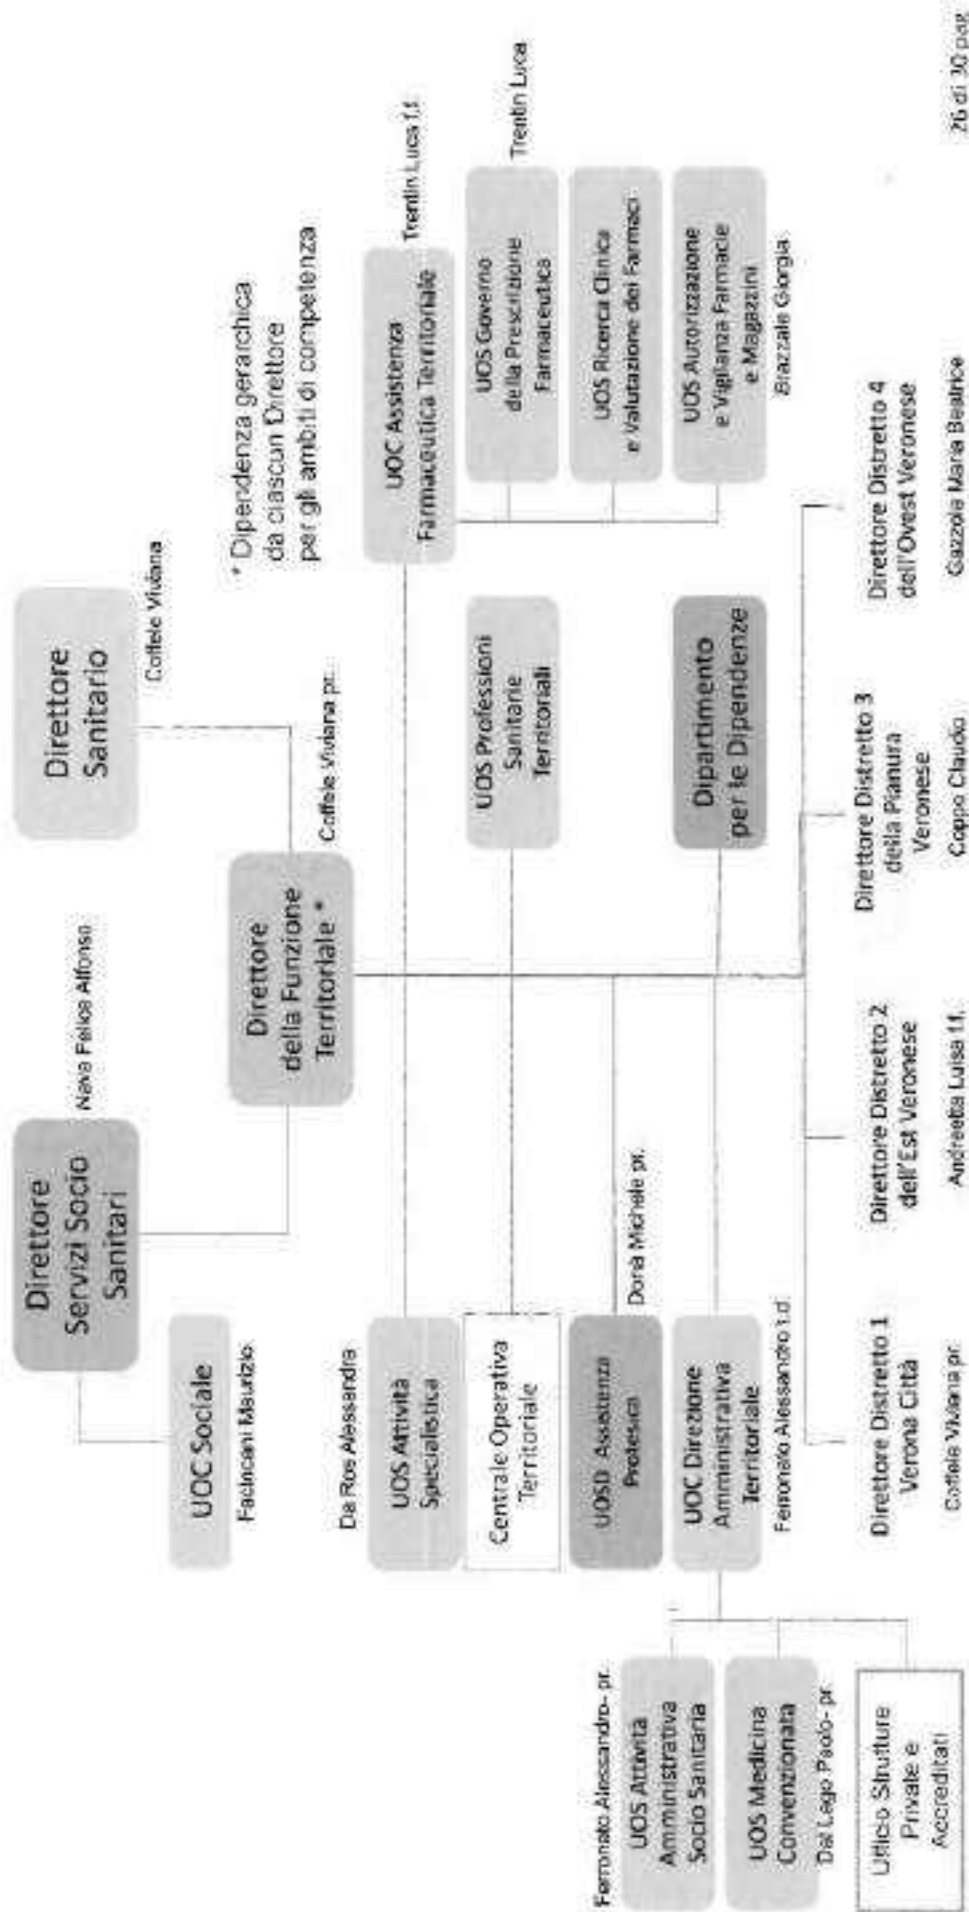 Direttore
Servizi Socio
Sanitari
Nava Felice Alfonso
Direttore
Sanitario
Coffele Viviana
UOC Sociale
Facincani Maurizio
Direttore
della Funzione
Territoriale *
Coffele Viviana pr.
* Dipendenza gerarchica
da ciascun Direttore
per gli ambiti di competenza
Da Ros Alessandra
UOS Attività
Specialistica
UOC Assistenza
Farmaceutica Territoriale
Trentin Luca f.f.
Centrale Operativa
Territoriale
UOS Professioni
Sanitarie
Territoriali
UOS Governo
della Prescrizione
Farmaceutica
Trentin Luca
UOSD Assistenza
Protesica
Doria Michele pr.
UOS Ricerca Clinica
e Valutazione dei Farmaci
UOC Direzione
Amministrativa
Territoriale
Ferronato Alessandro t.d.
Dipartimento
per le Dipendenze
UOS Autorizzazione
e Vigilanza Farmacie
e Magazzini
Brazzale Giorgia
Ferronato Alessandro- pr.
UOS Attività
Amministrativa
Socio Sanitaria
UOS Medicina
Convenzionata
Dal Lago Paolo- pr.
Ufficio Strutture
Private e
Accreditati
Direttore Distretto 1
Verona Città
Coffele Viviana pr.
Direttore Distretto 2
dell'Est Veronese
Andreetta Luisa f.f.
Direttore Distretto 3
della Pianura
Veronese
Coppo Claudio
Direttore Distretto 4
dell'Ovest Veronese
Gazzola Maria Beatrice
26 di 30 pag